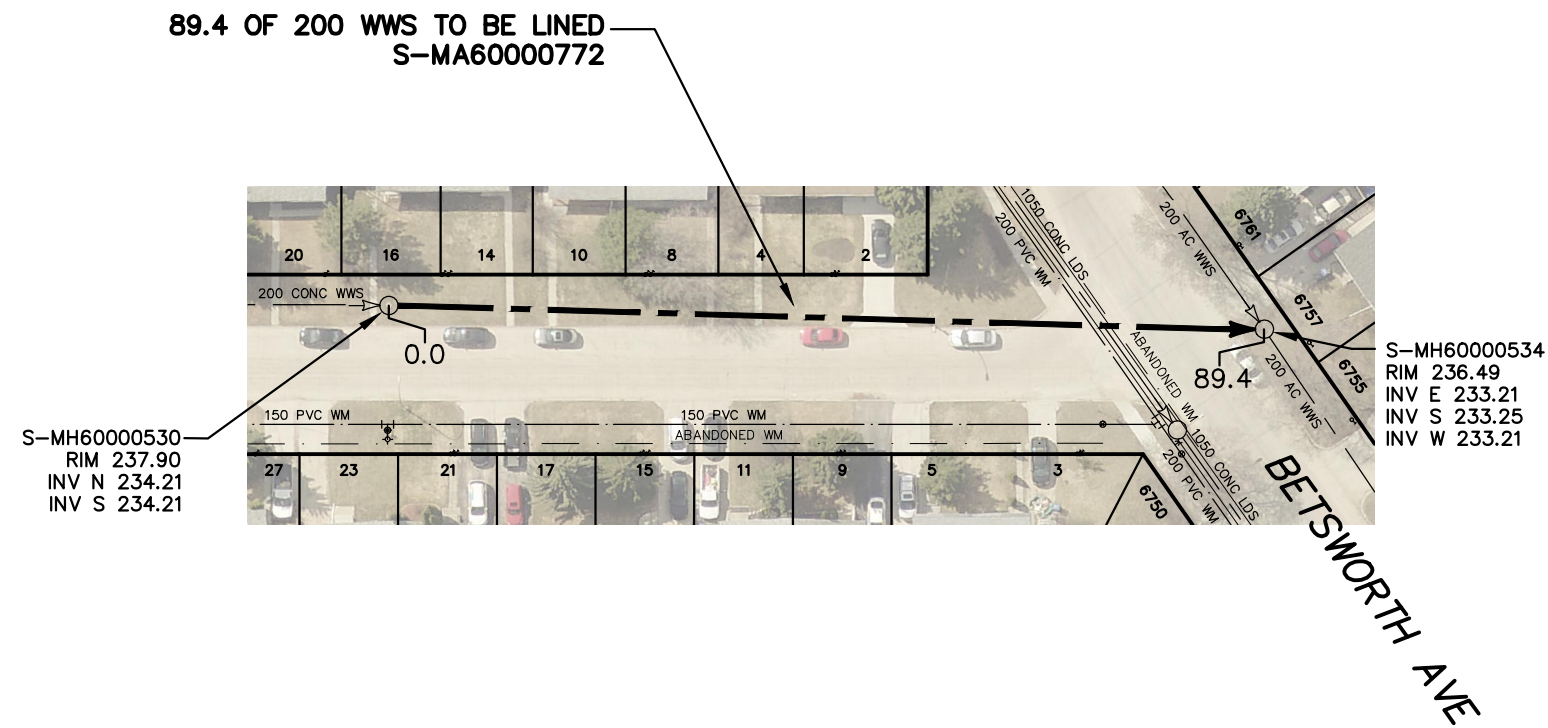 89.4 OF 200 WWS TO BE LINED
S-MA60000772
1050 CONC LDS
200 PVC WM
200 AC WWS
6761
20
16
14
10
8
4
2
200 CONC WWS
6757
0.0
ABANDONED WM
89.4
200 AC WWS
6755
S-MH60000534
RIM 236.49
INV E 233.21
INV S 233.25
INV W 233.21
150 PVC WM
150 PVC WM
ABANDONED WM
S-MH60000530
RIM 237.90
INV N 234.21
INV S 234.21
27
23
21
17
15
11
9
5
3
6750
200 PVC WM
1050 CONC LDS
BETSWORTH AVE